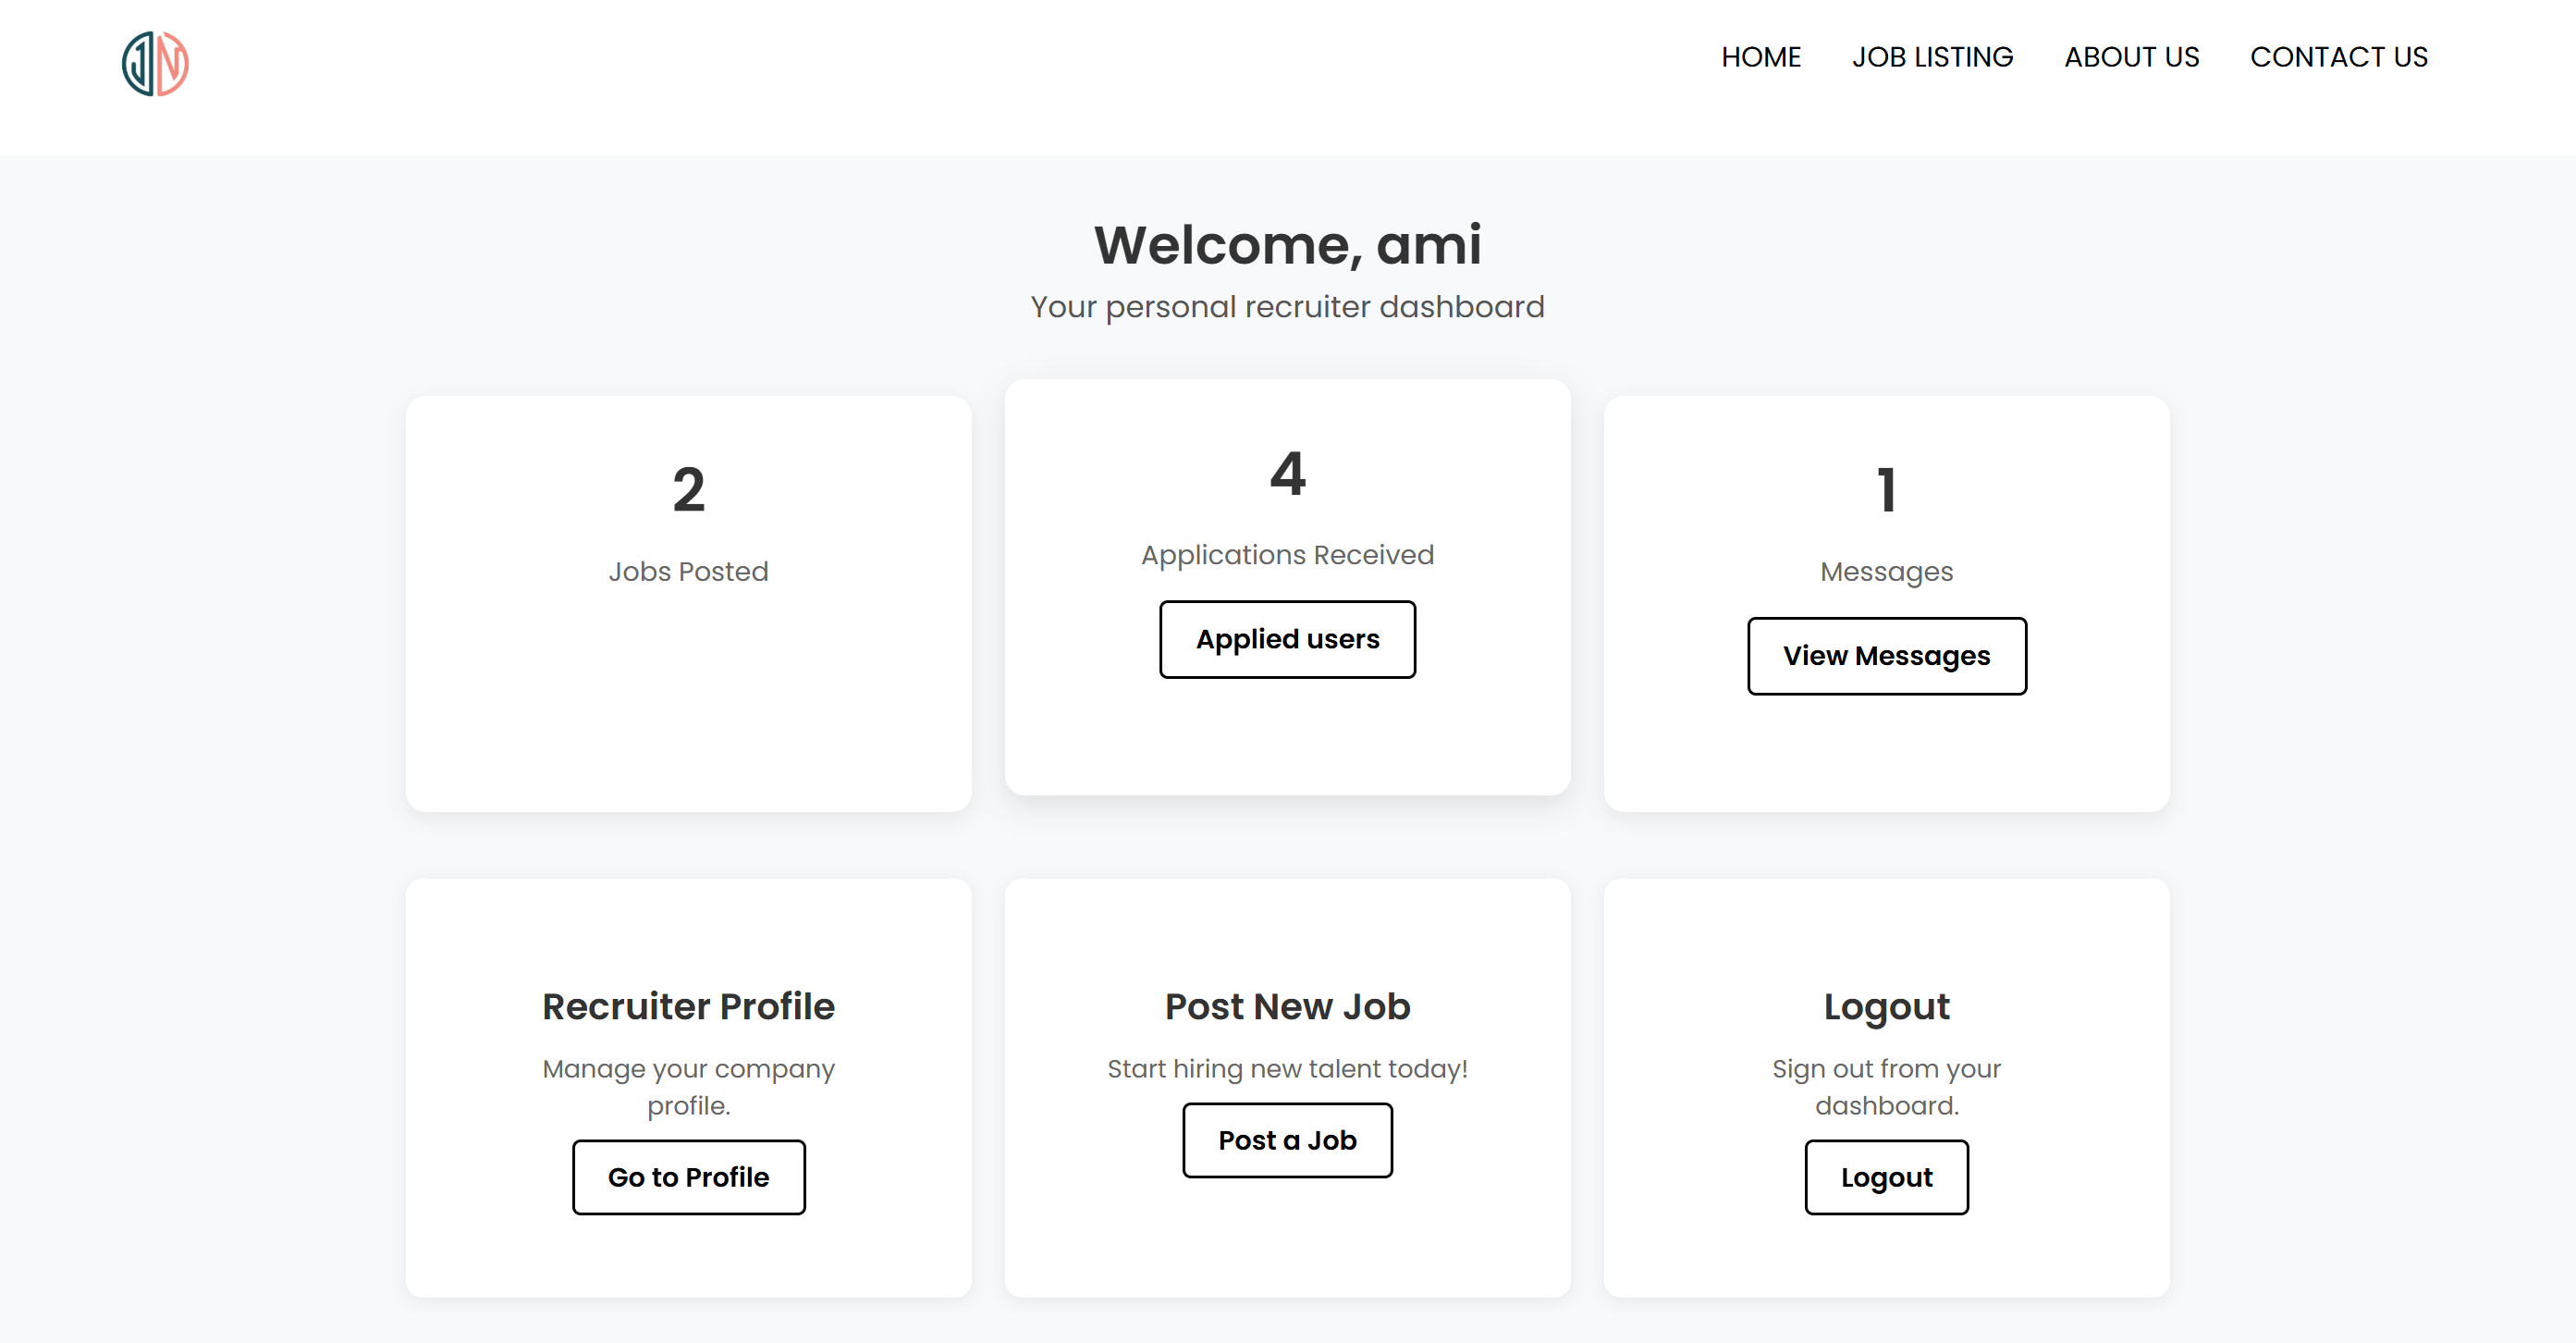 JN
HOME JOB LISTING ABOUT US CONTACT US
Welcome, ami
Your personal recruiter dashboard
2
Jobs Posted
4
Applications Received
Applied users
1
Messages
View Messages
Recruiter Profile
Manage your company
profile.
Go to Profile
Post New Job
Start hiring new talent today!
Post a Job
Logout
Sign out from your
dashboard.
Logout